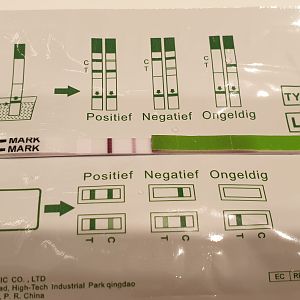 C
T
C
T
TY
Positief Negatief Ongeldig
L
MARK
MARK
Positief Negatief Ongeldig
T C T C T C
IC CO. , LTD
ad, High-Tech Industrial Park qingdao
, P. R. China
EC RE